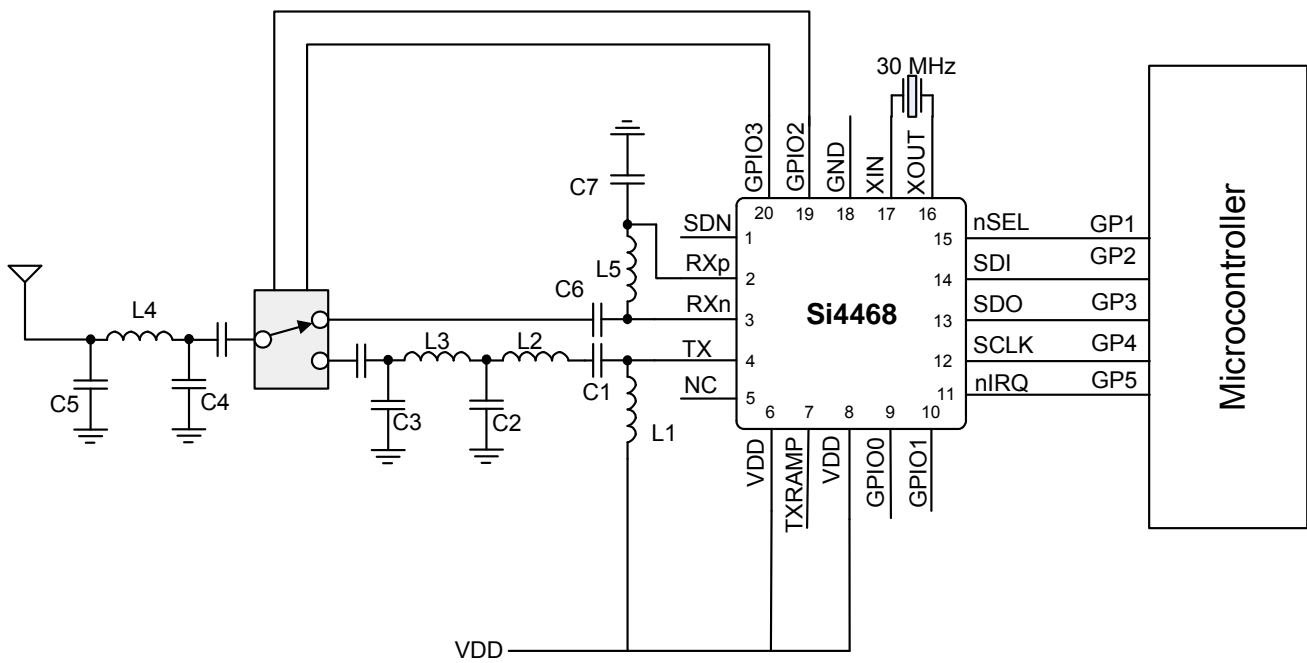 30 MHz
GPIO3
GPIO2
GND
XIN
XOUT
C7
20
19
18
17
16
SDN
1
15
nSEL
GP1
RXp
2
14
SDI
GP2
L5
C6
RXn
3
Si4468
13
SDO
GP3
L4
L3
L2
TX
4
12
SCLK
GP4
C1
NC
5
11
nIRQ
GP5
C5
C4
C3
C2
L1
6
7
8
9
10
VDD
TXRAMP
VDD
GPIO0
GPIO1
Microcontroller
VDD